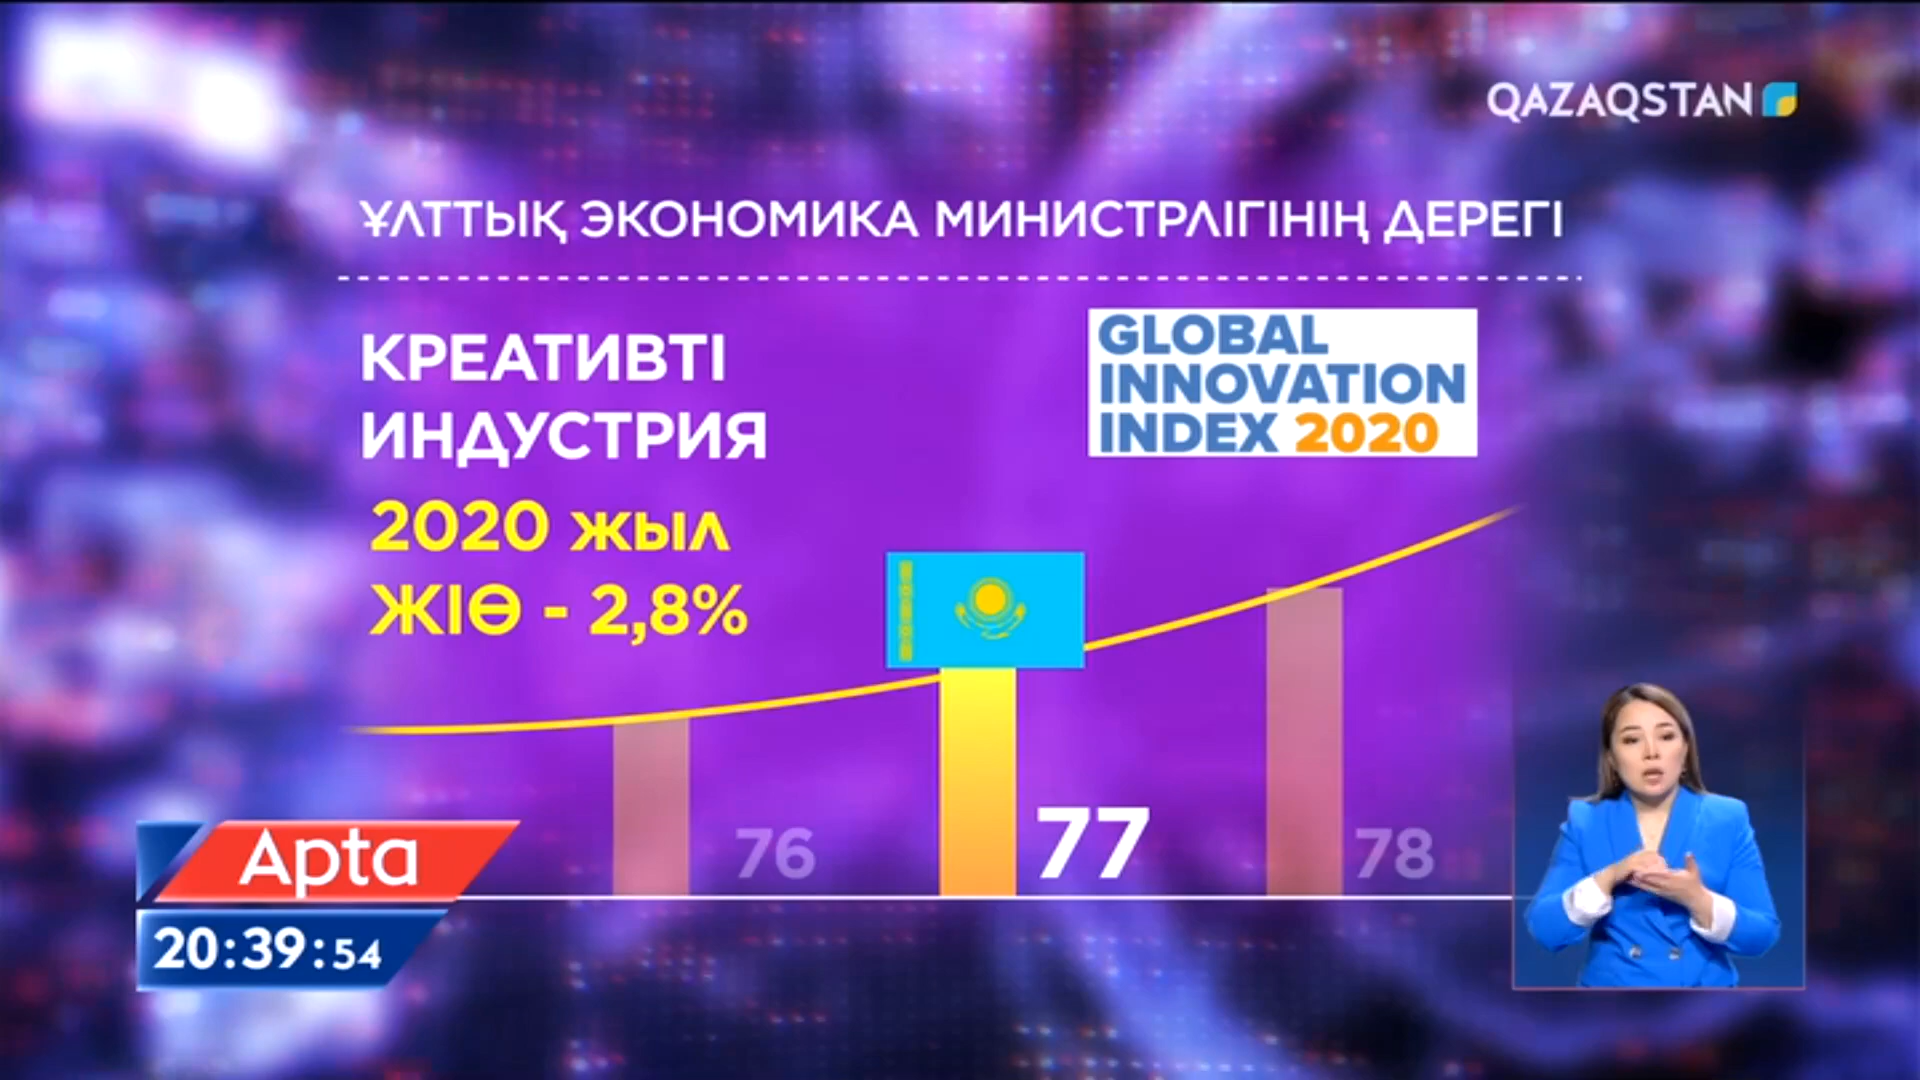 QAZAQSTAN
ҰЛТТЫҚ ЭКОНОМИКА МИНИСТРЛІГІНІҢ ДЕРЕГІ
КРЕАТИВТІ
ИНДУСТРИЯ
2020 жыл
ЖІӨ - 2,8%
GLOBAL
INNOVATION
INDEX 2020
76
77
78
Apta
20:39:54